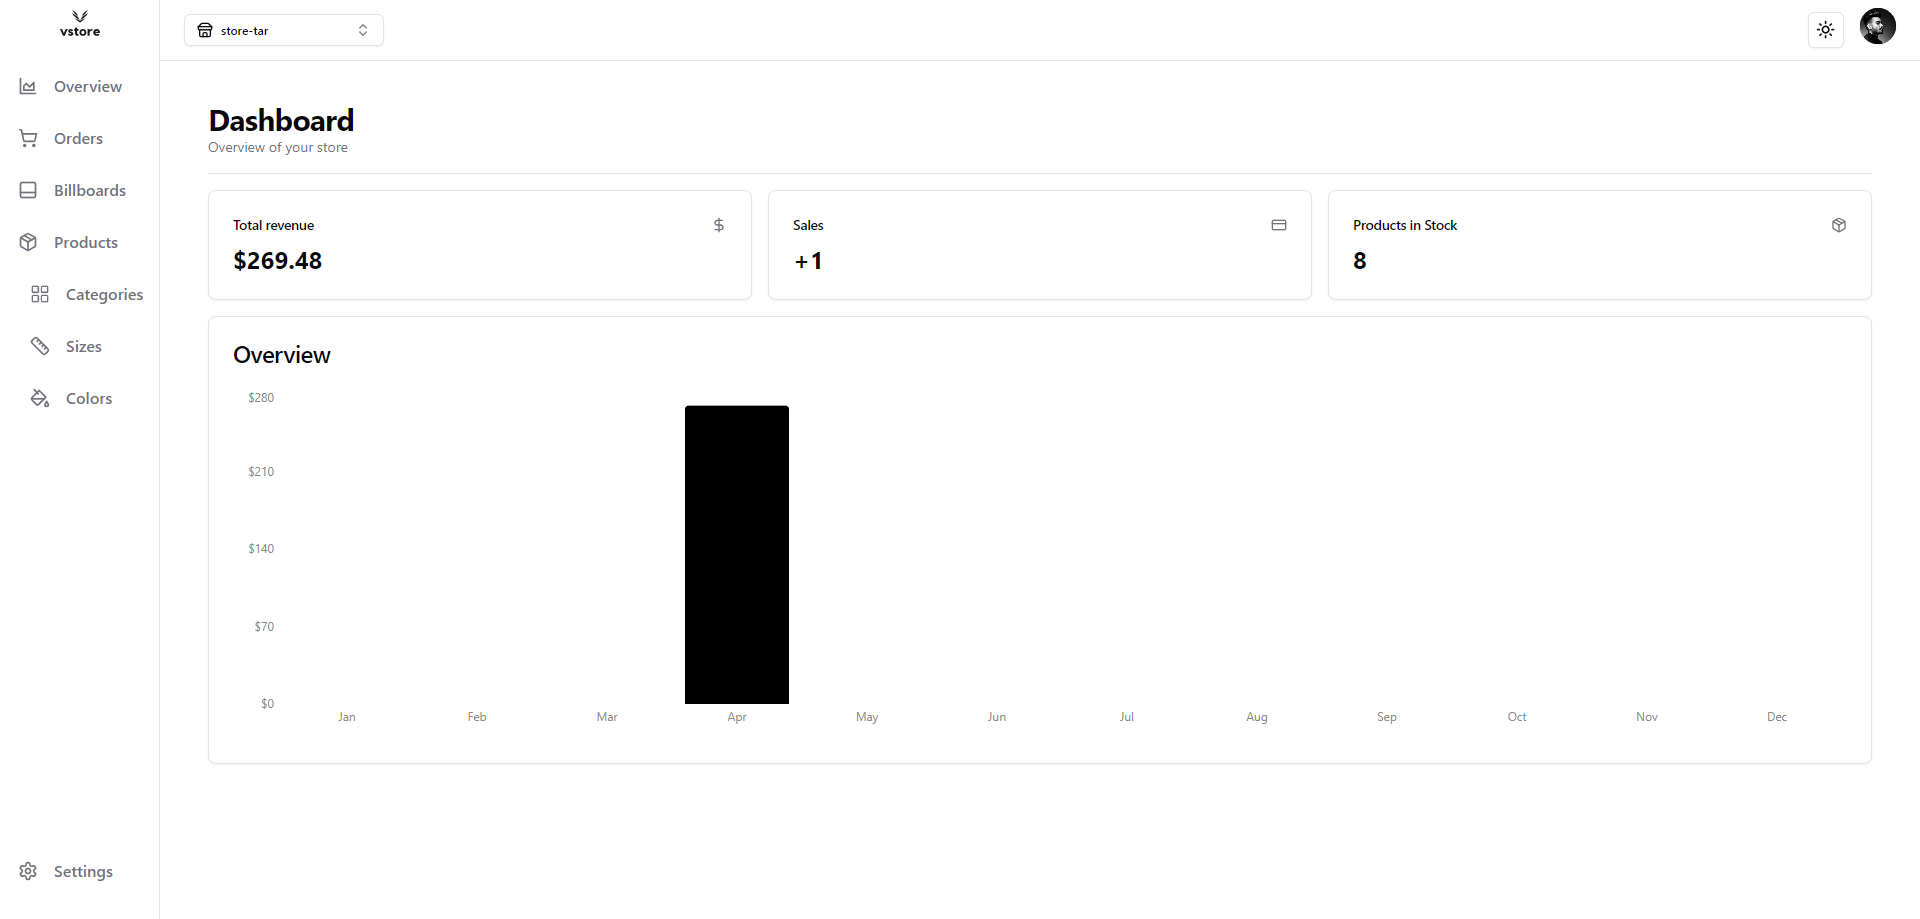 vstore
store-tar
Overview
Orders
Billboards
Products
Categories
Sizes
Colors
Settings
Dashboard
Overview of your store
Total revenue
$269.48
Sales
+1
Products in Stock
8
Overview
$280
$210
$140
$70
$0
Jan Feb Mar Apr May Jun Jul Aug Sep Oct Nov Dec